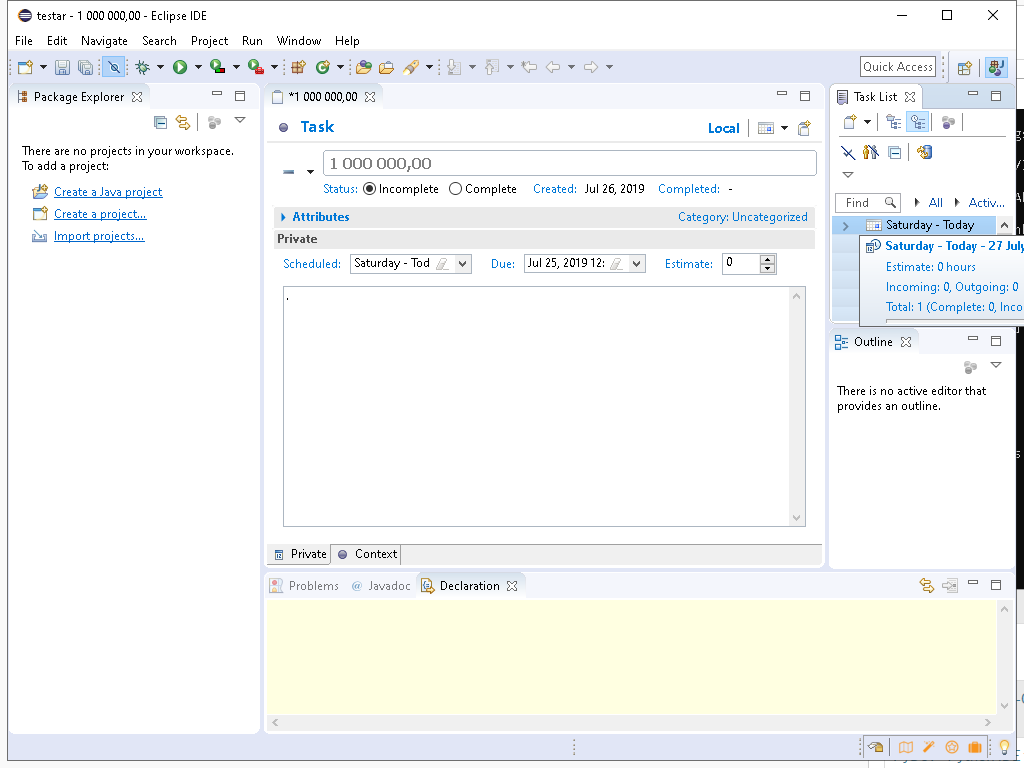 testar - 1 000 000,00 - Eclipse IDE
File Edit Navigate Search Project Run Window Help
Quick Access
Package Explorer
There are no projects in your workspace.
To add a project:
Create a Java project
Create a project...
Import projects...
*1 000 000,00
Task
Local
1 000 000,00
Status: Incomplete Complete Created: Jul 26, 2019 Completed: -
Attributes Category: Uncategorized
Private
Scheduled: Saturday - Tod Due: Jul 25, 2019 12: Estimate: 0
.
Private Context
Problems @ Javadoc Declaration
Task List
Find All Activ...
Saturday - Today
Saturday - Today - 27 July
Estimate: 0 hours
Incoming: 0, Outgoing: 0
Total: 1 (Complete: 0, Inco
Outline
There is no active editor that
provides an outline.